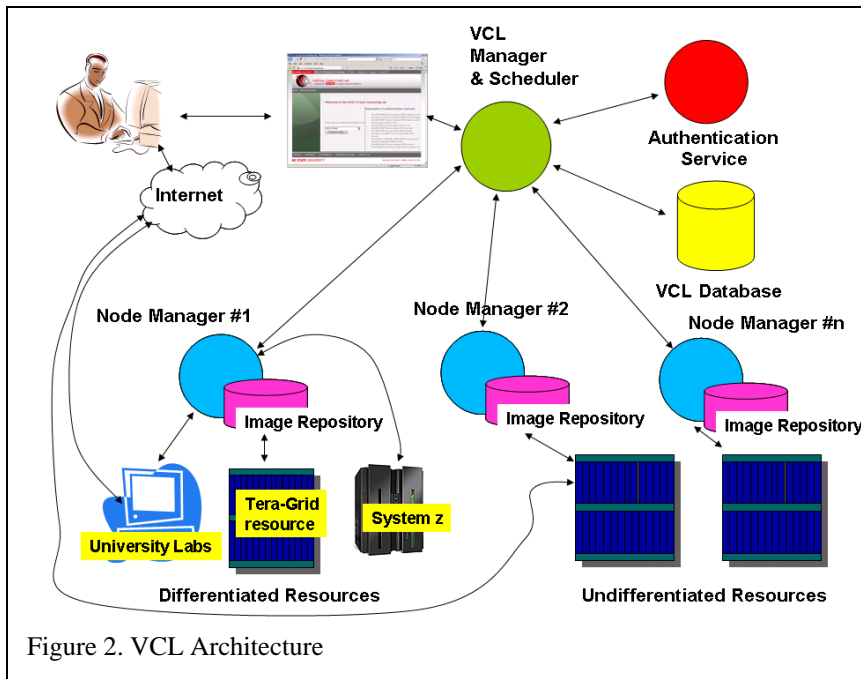 VCL
Manager
& Scheduler
Authentication
Service
Internet
VCL Database
Node Manager #1
Node Manager #2
Node Manager #n
Image Repository
Image Repository
Image Repository
University Labs
Tera-Grid
resource
System z
Differentiated Resources
Undifferentiated Resources
Figure 2. VCL Architecture